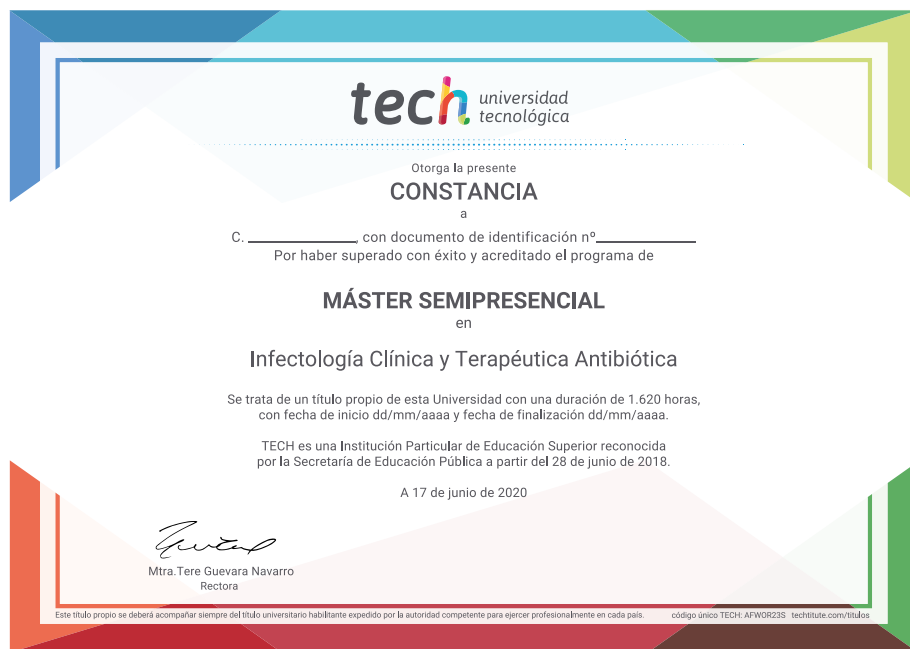 tech universidad
tecnológica
Otorga la presente
CONSTANCIA
a
C. ____________, con documento de identificación nº____________
Por haber superado con éxito y acreditado el programa de
MÁSTER SEMIPRESENCIAL
en
Infectología Clínica y Terapéutica Antibiótica
Se trata de un título propio de esta Universidad con una duración de 1.620 horas,
con fecha de inicio dd/mm/aaaa y fecha de finalización dd/mm/aaaa.
TECH es una Institución Particular de Educación Superior reconocida
por la Secretaría de Educación Pública a partir del 28 de junio de 2018.
A 17 de junio de 2020
Mtra.Tere Guevara Navarro
Rectora
Este título propio se deberá acompañar siempre del título universitario habilitante expedido por la autoridad competente para ejercer profesionalmente en cada país. código único TECH: AFWOR23S techtitute.com/titulos